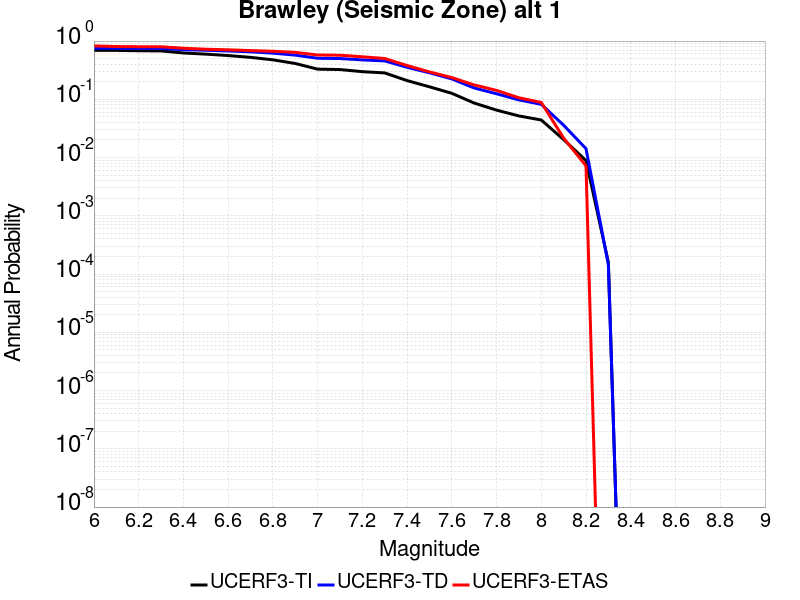 Brawley (Seismic Zone) alt 1
Annual Probability
10^0
10^-1
10^-2
10^-3
10^-4
10^-5
10^-6
10^-7
10^-8
6 6.2 6.4 6.6 6.8 7 7.2 7.4 7.6 7.8 8 8.2 8.4 8.6 8.8 9
Magnitude
UCERF3-TI UCERF3-TD UCERF3-ETAS